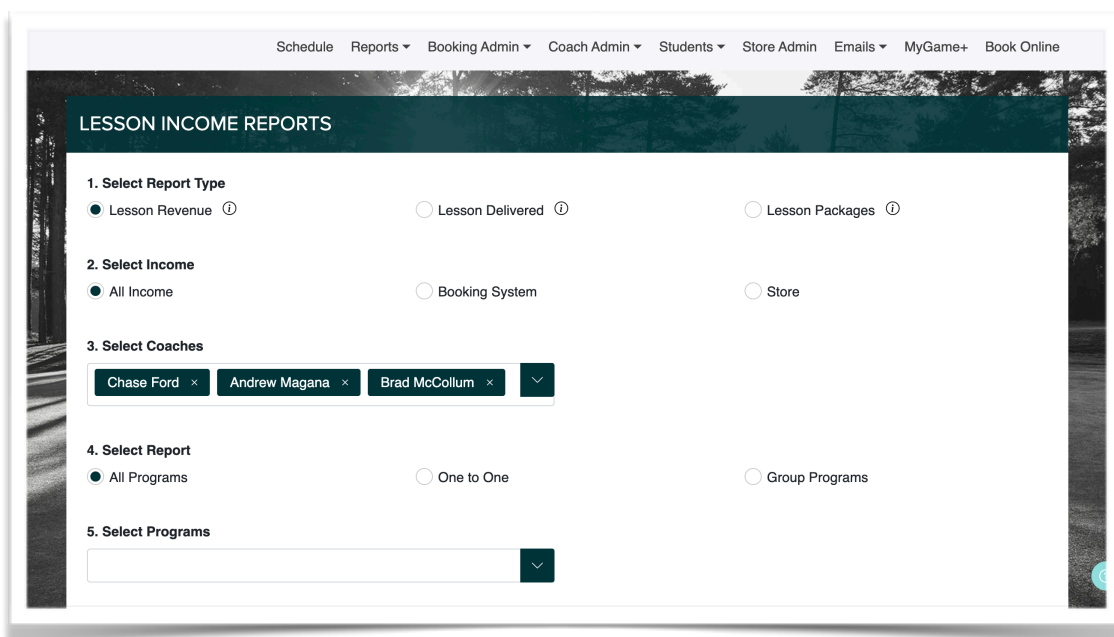 Schedule Reports Booking Admin Coach Admin Students Store Admin Emails MyGame+ Book Online
LESSON INCOME REPORTS
1. Select Report Type
Lesson Revenue Lesson Delivered Lesson Packages
2. Select Income
All Income Booking System Store
3. Select Coaches
Chase Ford × Andrew Magana × Brad McCollum ×
4. Select Report
All Programs One to One Group Programs
5. Select Programs